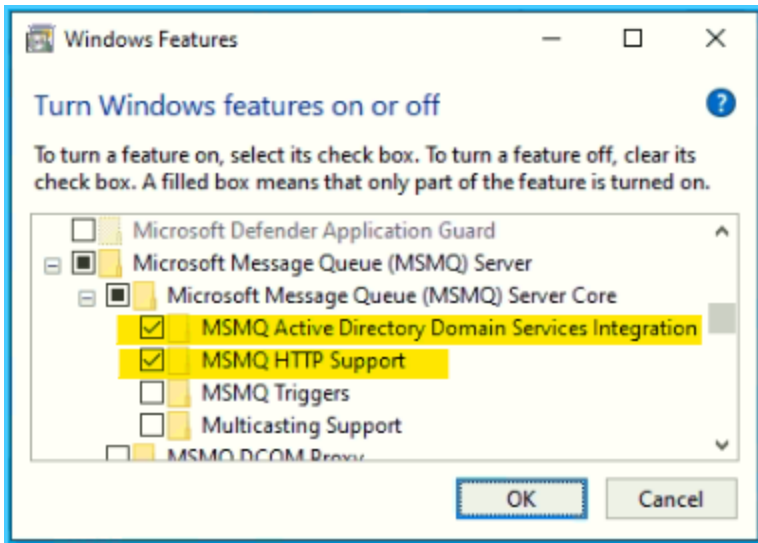 Windows Features
Turn Windows features on or off
To turn a feature on, select its check box. To turn a feature off, clear its
check box. A filled box means that only part of the feature is turned on.
Microsoft Defender Application Guard
Microsoft Message Queue (MSMQ) Server
Microsoft Message Queue (MSMQ) Server Core
MSMQ Active Directory Domain Services Integration
MSMQ HTTP Support
MSMQ Triggers
Multicasting Support
MSMQ DCOM Proxy
OK Cancel